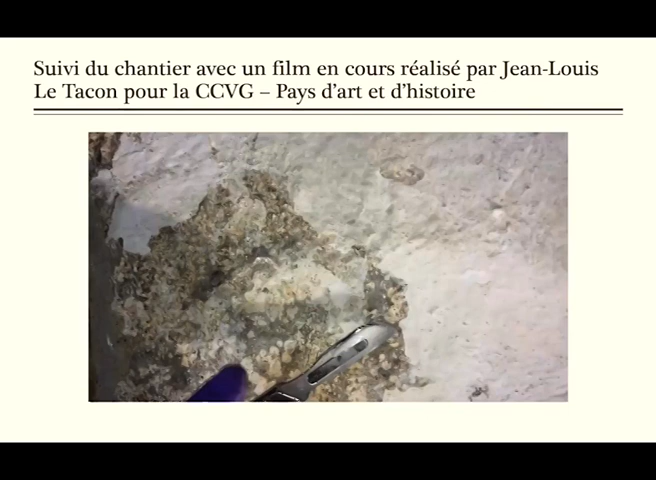 Suivi du chantier avec un film en cours réalisé par Jean-Louis
Le Tacon pour la CCVG – Pays d’art et d’histoire